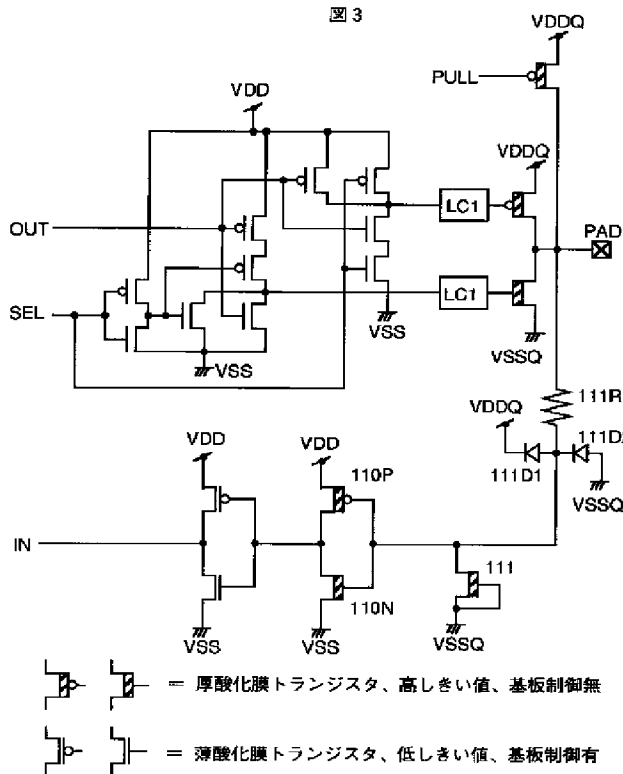 図3
VDDQ
PULL
VDD
VDDQ
OUT
LC1
PAD
LC1
SEL
VSS
VSS
VSSQ
111R
VDDQ
111D2
111D1
VSSQ
VDD
VDD
110P
IN
111
110N
VSS
VSS
VSSQ
= 厚酸化膜トランジスタ、高しきい値、基板制御無
= 薄酸化膜トランジスタ、低しきい値、基板制御有